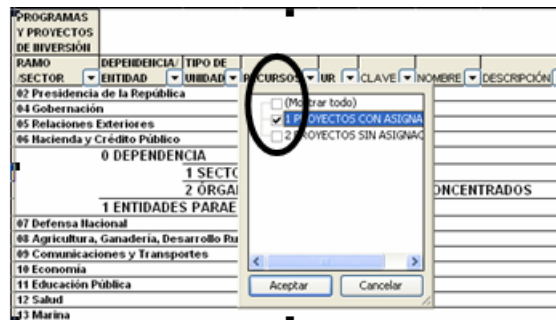 PROGRAMAS
Y PROYECTOS
DE INVERSIÓN
RAMO DEPENDENCIA/ TIPO DE
/SECTOR ENTIDAD UNIDAD RECURSOS UR CLAVE NOMBRE DESCRIPCIÓN
02 Presidencia de la República
(Mostrar todo)
04 Gobernación
1 PROYECTOS CON ASIGNA
05 Relaciones Exteriores
2 PROYECTOS SIN ASIGNAC
06 Hacienda y Crédito Público
0 DEPENDENCIA
1 SECTO
2 ÓRGA ONCENTRADOS
1 ENTIDADES PARAE
07 Defensa Nacional
08 Agricultura, Ganadería, Desarrollo Ru
09 Comunicaciones y Transportes
10 Economía
11 Educación Pública
Aceptar Cancelar
12 Salud
13 Marina